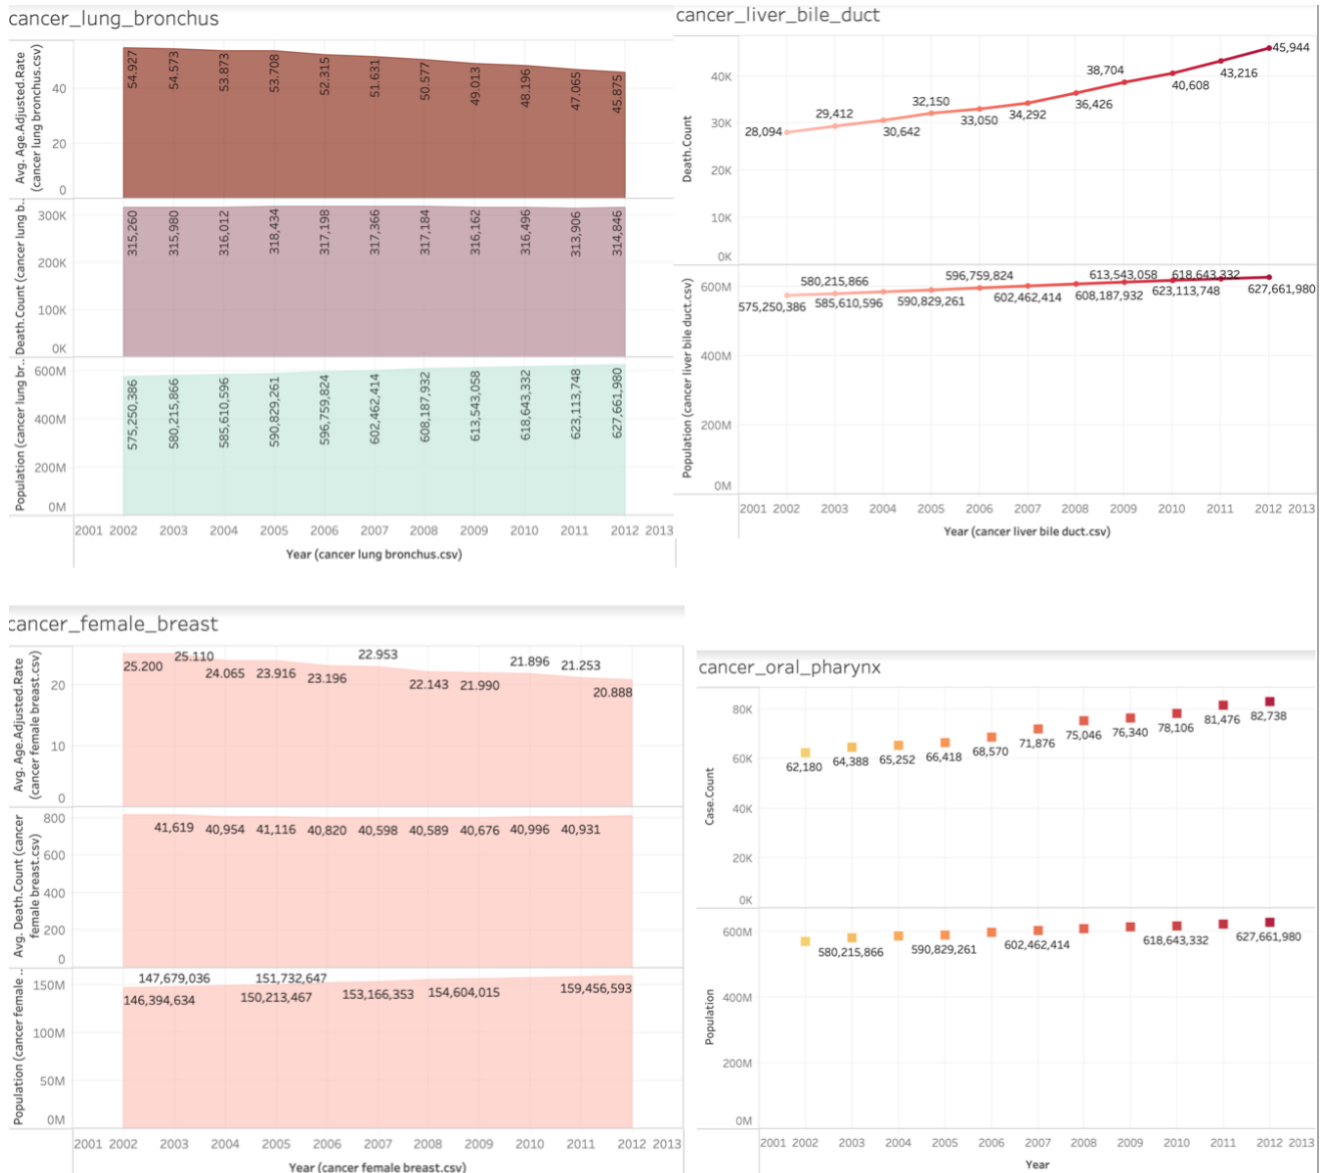 cancer_lung_bronchus
Avg. Age.Adjusted.Rate
(cancer lung bronchus.csv)
40
20
0
54.927
54.573
53.873
53.708
52.315
51.631
50.577
49.013
48.196
47.065
45.875
Death.Count (cancer lung b..
300K
200K
100K
0K
315,260
315,980
316,012
318,434
317,198
317,366
317,184
316,162
316,496
313,906
314,846
Population (cancer lung br..
600M
400M
200M
0M
575,250,386
580,215,866
585,610,596
590,829,261
596,759,824
602,462,414
608,187,932
613,543,058
618,643,332
623,113,748
627,661,980
2001 2002 2003 2004 2005 2006 2007 2008 2009 2010 2011 2012 2013
Year (cancer lung bronchus.csv)
cancer_liver_bile_duct
Death.Count
40K
30K
20K
10K
0K
28,094
29,412
30,642
32,150
33,050
34,292
36,426
38,704
40,608
43,216
45,944
Population (cancer liver bile duct.csv)
600M
400M
200M
0M
575,250,386
580,215,866
585,610,596
590,829,261
596,759,824
602,462,414
608,187,932
613,543,058
618,643,332
623,113,748
627,661,980
2001 2002 2003 2004 2005 2006 2007 2008 2009 2010 2011 2012 2013
Year (cancer liver bile duct.csv)
cancer_female_breast
Avg. Age.Adjusted.Rate
(cancer female breast.csv)
20
10
0
25.200
25.110
24.065
23.916
23.196
22.953
22.143
21.990
21.896
21.253
20.888
Avg. Death.Count (cancer
female breast.csv)
800
600
400
200
0
41,619
40,954
41,116
40,820
40,598
40,589
40,676
40,996
40,931
Population (cancer female ..
150M
100M
50M
0M
146,394,634
147,679,036
150,213,467
151,732,647
153,166,353
154,604,015
159,456,593
2001 2002 2003 2004 2005 2006 2007 2008 2009 2010 2011 2012 2013
Year (cancer female breast.csv)
cancer_oral_pharynx
Case.Count
80K
60K
40K
20K
0K
62,180
64,388
65,252
66,418
68,570
71,876
75,046
76,340
78,106
81,476
82,738
Population
600M
400M
200M
0M
580,215,866
590,829,261
602,462,414
618,643,332
627,661,980
2001 2002 2003 2004 2005 2006 2007 2008 2009 2010 2011 2012 2013
Year